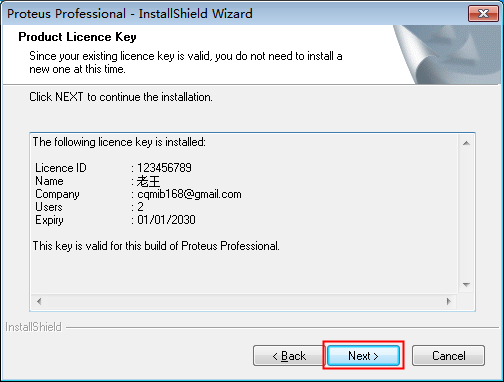 Proteus Professional - InstallShield Wizard
Product Licence Key
Since your existing licence key is valid, you do not need to install a
new one at this time.
Click NEXT to continue the installation.
The following licence key is installed:
Licence ID : 123456789
Name : 老王
Company : cqmib168@gmail.com
Users : 2
Expiry : 01/01/2030
This key is valid for this build of Proteus Professional.
InstallShield
< Back
Next >
Cancel